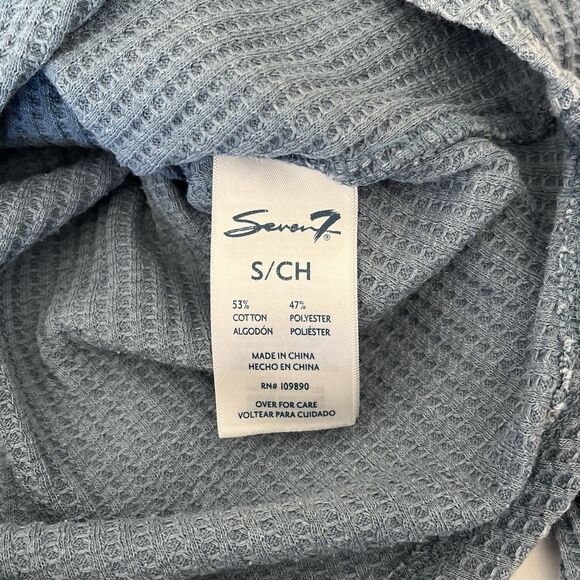 Seven7®
S/CH
53% 47%
COTTON POLYESTER
ALGODÓN POLIÉSTER
MADE IN CHINA
HECHO EN CHINA
RN# 109890
OVER FOR CARE
VOLTEAR PARA CUIDADO